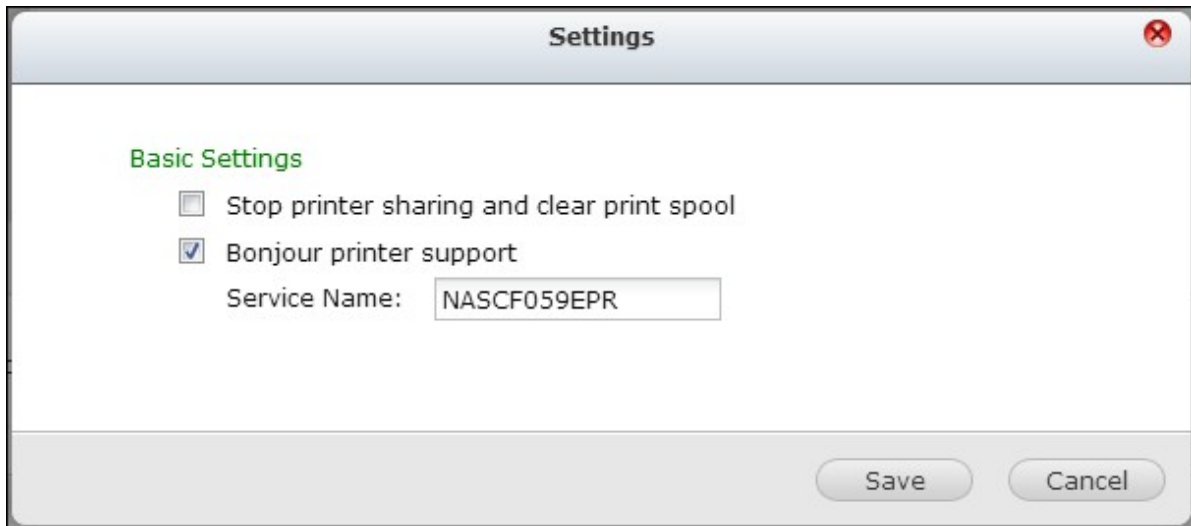 Settings
Basic Settings
Stop printer sharing and clear print spool
Bonjour printer support
Service Name: NASCF059EPR
Save Cancel